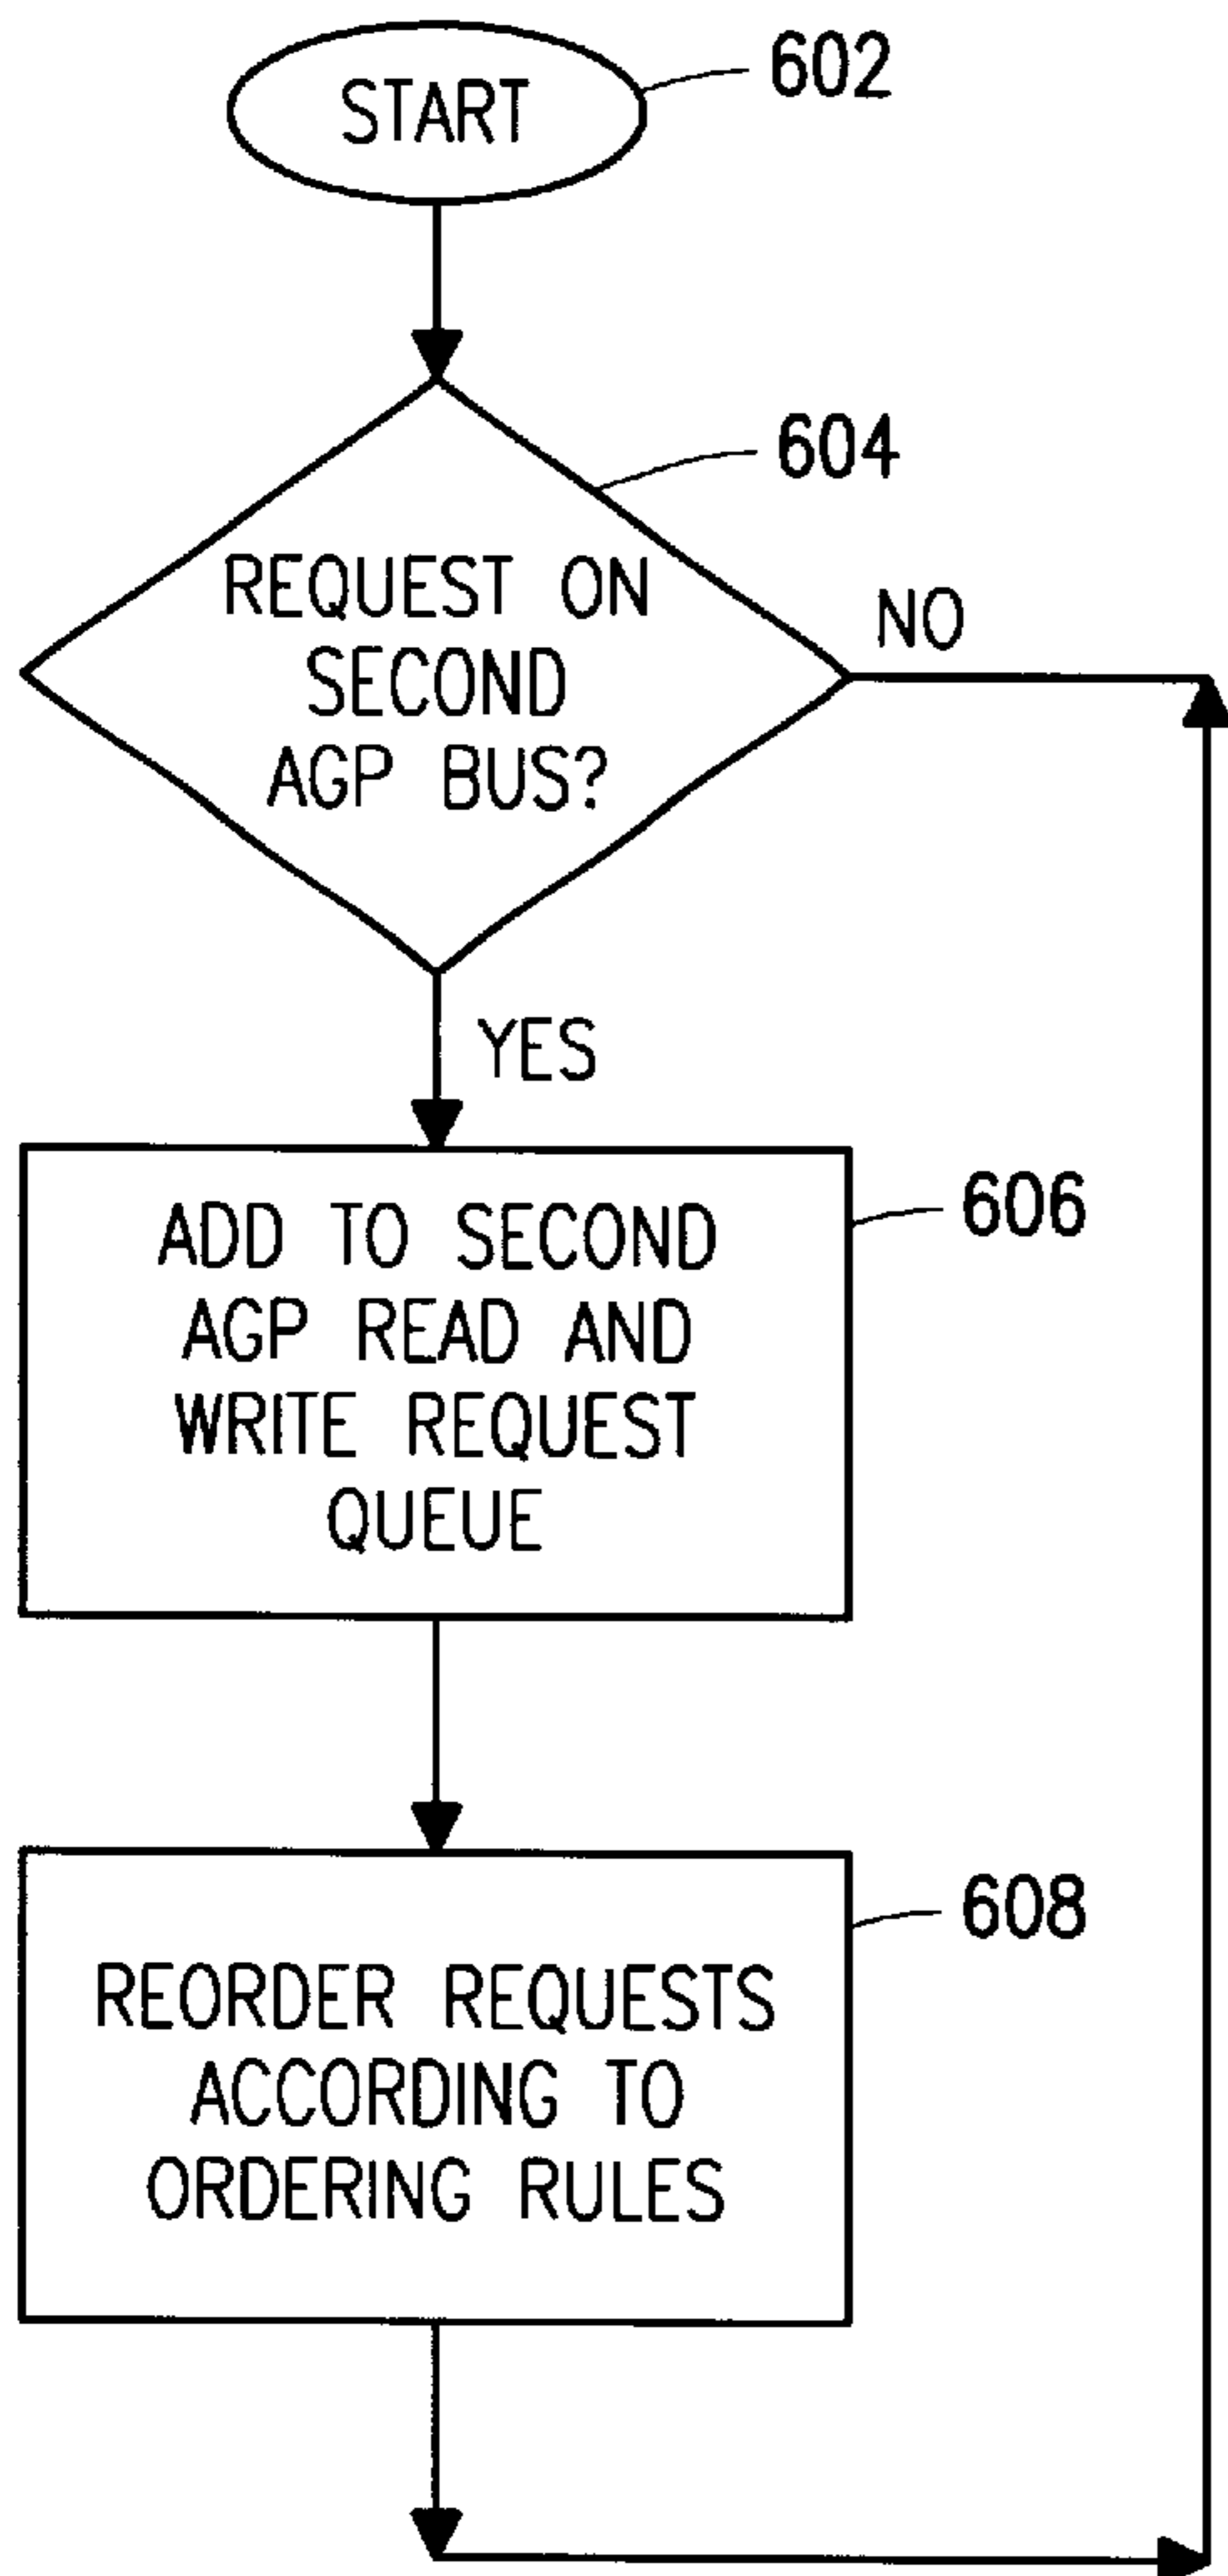 START
602
604
REQUEST ON
SECOND
AGP BUS?
NO
YES
606
ADD TO SECOND
AGP READ AND
WRITE REQUEST
QUEUE
608
REORDER REQUESTS
ACCORDING TO
ORDERING RULES